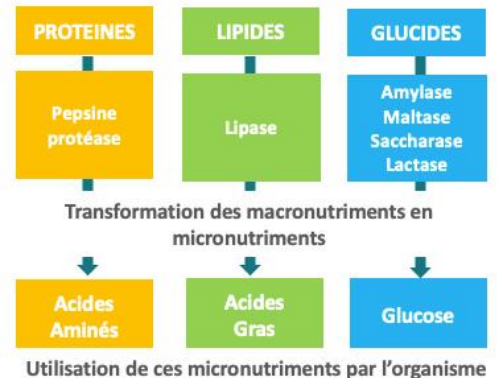 PROTEINES
LIPIDES
GLUCIDES
Pepsine
protéase
Lipase
Amylase
Maltase
Saccharase
Lactase
Transformation des macronutriments en
micronutriments
Acides
Aminés
Acides
Gras
Glucose
Utilisation de ces micronutriments par l'organisme